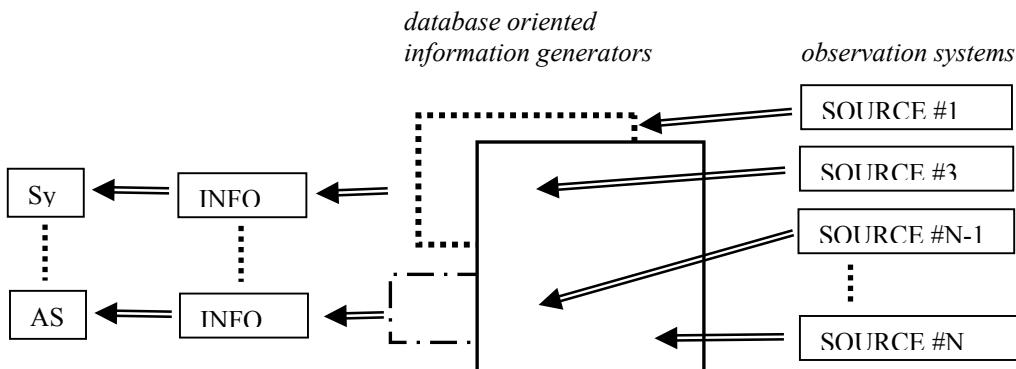 database oriented
information generators
observation systems
SOURCE #1
SOURCE #3
SOURCE #N-1
SOURCE #N
Sy
INFO
AS
INFO